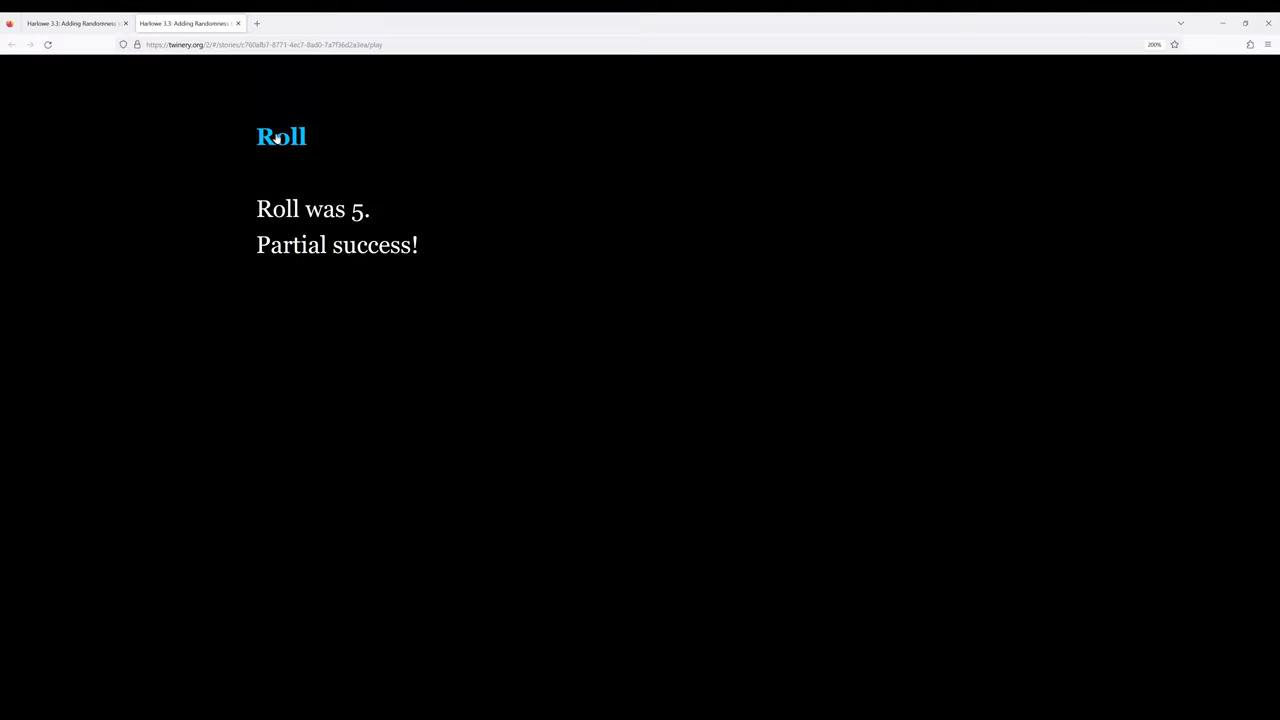 Harlowe 3.3: Adding Randomness
Harlowe 3.3: Adding Randomness
https://twinery.org/2/#/stories/c760afb7-8771-4ec7-8ad0-7a7f36d2a3ea/play
200%
Roll
Roll was 5.
Partial success!